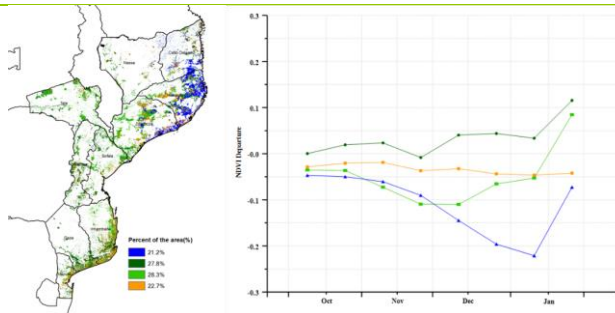 Cabo Delgado
Niassa
Tete
Sofala
Gaza
Inhambane
Percent of the area(%)
21.2%
27.8%
28.3%
22.7%
NDVI Departure
0.3
0.2
0.1
-0.0
-0.1
-0.2
-0.3
Oct
Nov
Dec
Jan